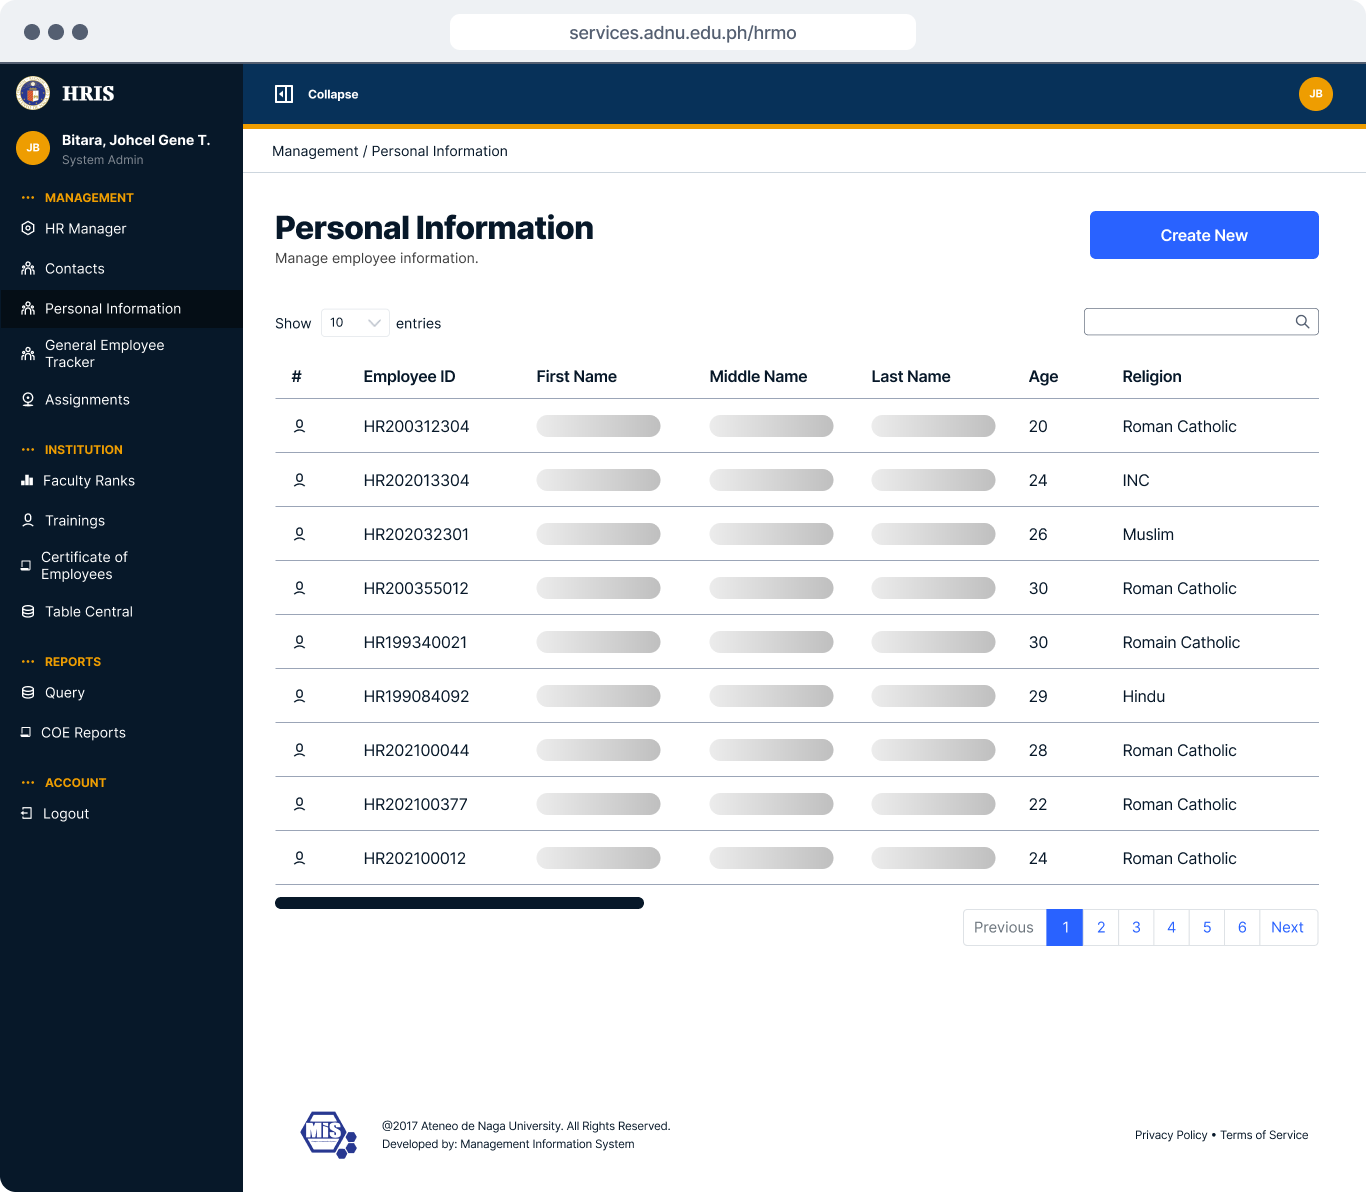 services.adnu.edu.ph/hrmo
HRIS
JB
Bitara, Johcel Gene T.
System Admin
MANAGEMENT
HR Manager
Contacts
Personal Information
General Employee
Tracker
Assignments
INSTITUTION
Faculty Ranks
Trainings
Certificate of
Employees
Table Central
REPORTS
Query
COE Reports
ACCOUNT
Logout
Collapse
JB
Management / Personal Information
Personal Information
Manage employee information.
Create New
Show 10 entries
# Employee ID First Name Middle Name Last Name Age Religion
HR200312304 20 Roman Catholic
HR202013304 24 INC
HR202032301 26 Muslim
HR200355012 30 Roman Catholic
HR199340021 30 Romain Catholic
HR199084092 29 Hindu
HR202100044 28 Roman Catholic
HR202100377 22 Roman Catholic
HR202100012 24 Roman Catholic
Previous 1 2 3 4 5 6 Next
MIS
@2017 Ateneo de Naga University. All Rights Reserved.
Developed by: Management Information System
Privacy Policy • Terms of Service